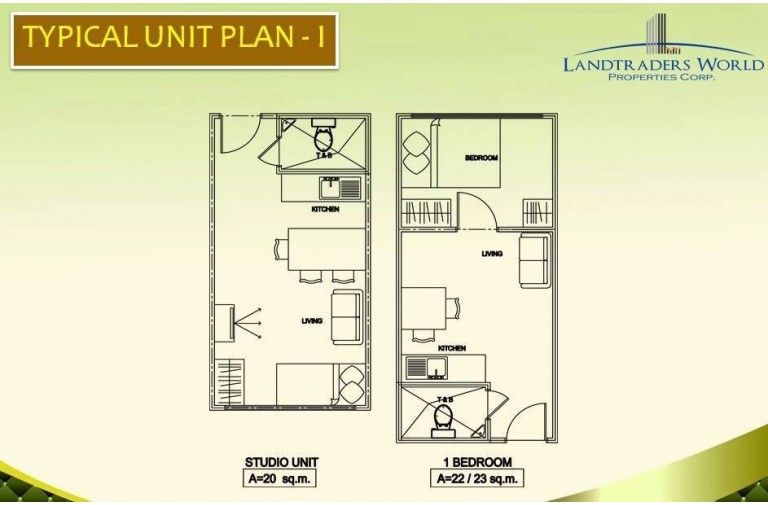 TYPICAL UNIT PLAN - I
LANDTRADERS WORLD
PROPERTIES CORP.
T & B
KITCHEN
LIVING
STUDIO UNIT
A=20 sq.m.
BEDROOM
LIVING
KITCHEN
T & B
1 BEDROOM
A=22 / 23 sq.m.